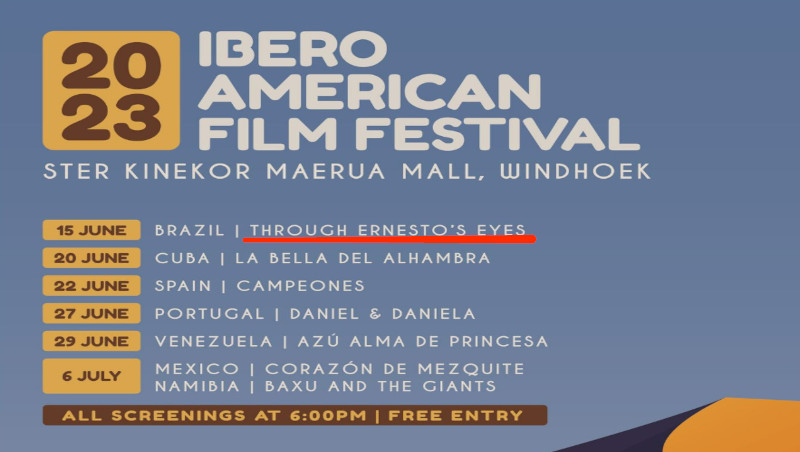 2023
IBERO
AMERICAN
FILM FESTIVAL
STER KINEKOR MAERUA MALL, WINDHOEK
15 JUNE BRAZIL | THROUGH ERNESTO'S EYES
20 JUNE CUBA | LA BELLA DEL ALHAMBRA
22 JUNE SPAIN | CAMPEONES
27 JUNE PORTUGAL | DANIEL & DANIELA
29 JUNE VENEZUELA | AZÚ ALMA DE PRINCESA
6 JULY MEXICO | CORAZÓN DE MEZQUITE
NAMIBIA | BAXU AND THE GIANTS
ALL SCREENINGS AT 6:00PM | FREE ENTRY